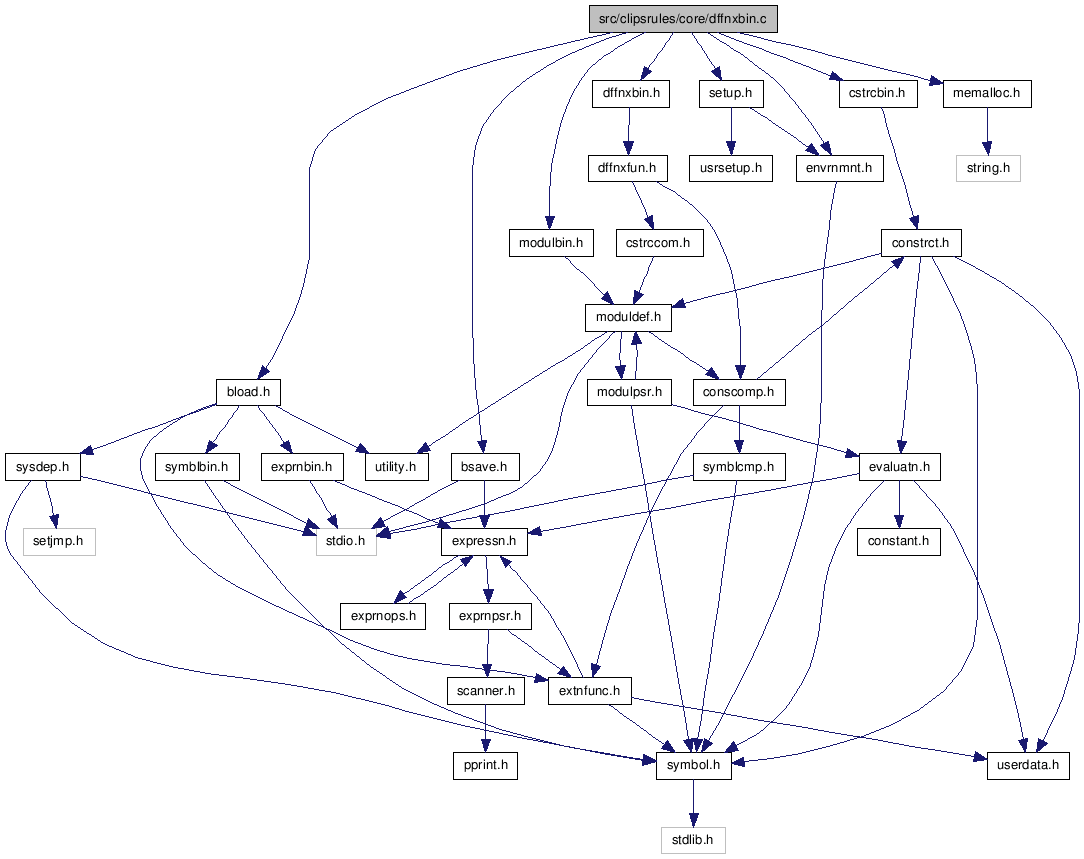 src/clipsrules/core/dffnxbin.c
dffnxbin.h
setup.h
cstrcbin.h
memalloc.h
dffnxfun.h
usrsetup.h
envrnmnt.h
string.h
modulbin.h
cstrccom.h
constrct.h
moduldef.h
bload.h
modulpsr.h
conscomp.h
sysdep.h
symblbin.h
exprnbin.h
utility.h
bsave.h
symblcmp.h
evaluatn.h
setjmp.h
stdio.h
expressn.h
constant.h
exprnops.h
exprnpsr.h
scanner.h
extnfunc.h
pprint.h
symbol.h
userdata.h
stdlib.h